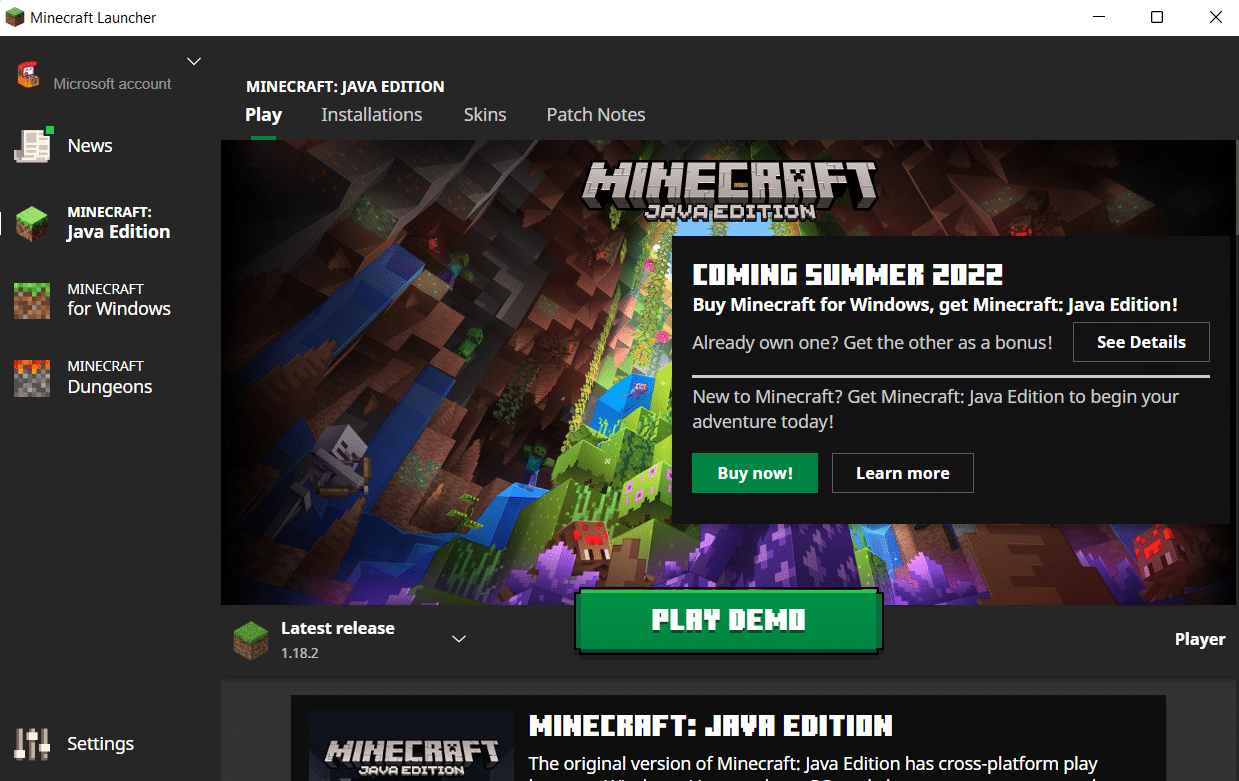 Minecraft Launcher
Microsoft account
News
MINECRAFT:
Java Edition
MINECRAFT
for Windows
MINECRAFT
Dungeons
Settings
MINECRAFT: JAVA EDITION
Play Installations Skins Patch Notes
MINECRAFT
JAVA EDITION
COMING SUMMER 2022
Buy Minecraft for Windows, get Minecraft: Java Edition!
Already own one? Get the other as a bonus! See Details
New to Minecraft? Get Minecraft: Java Edition to begin your
adventure today!
Buy now! Learn more
Latest release
1.18.2
PLAY DEMO
Player
MINECRAFT
JAVA EDITION
MINECRAFT: JAVA EDITION
The original version of Minecraft: Java Edition has cross-platform play